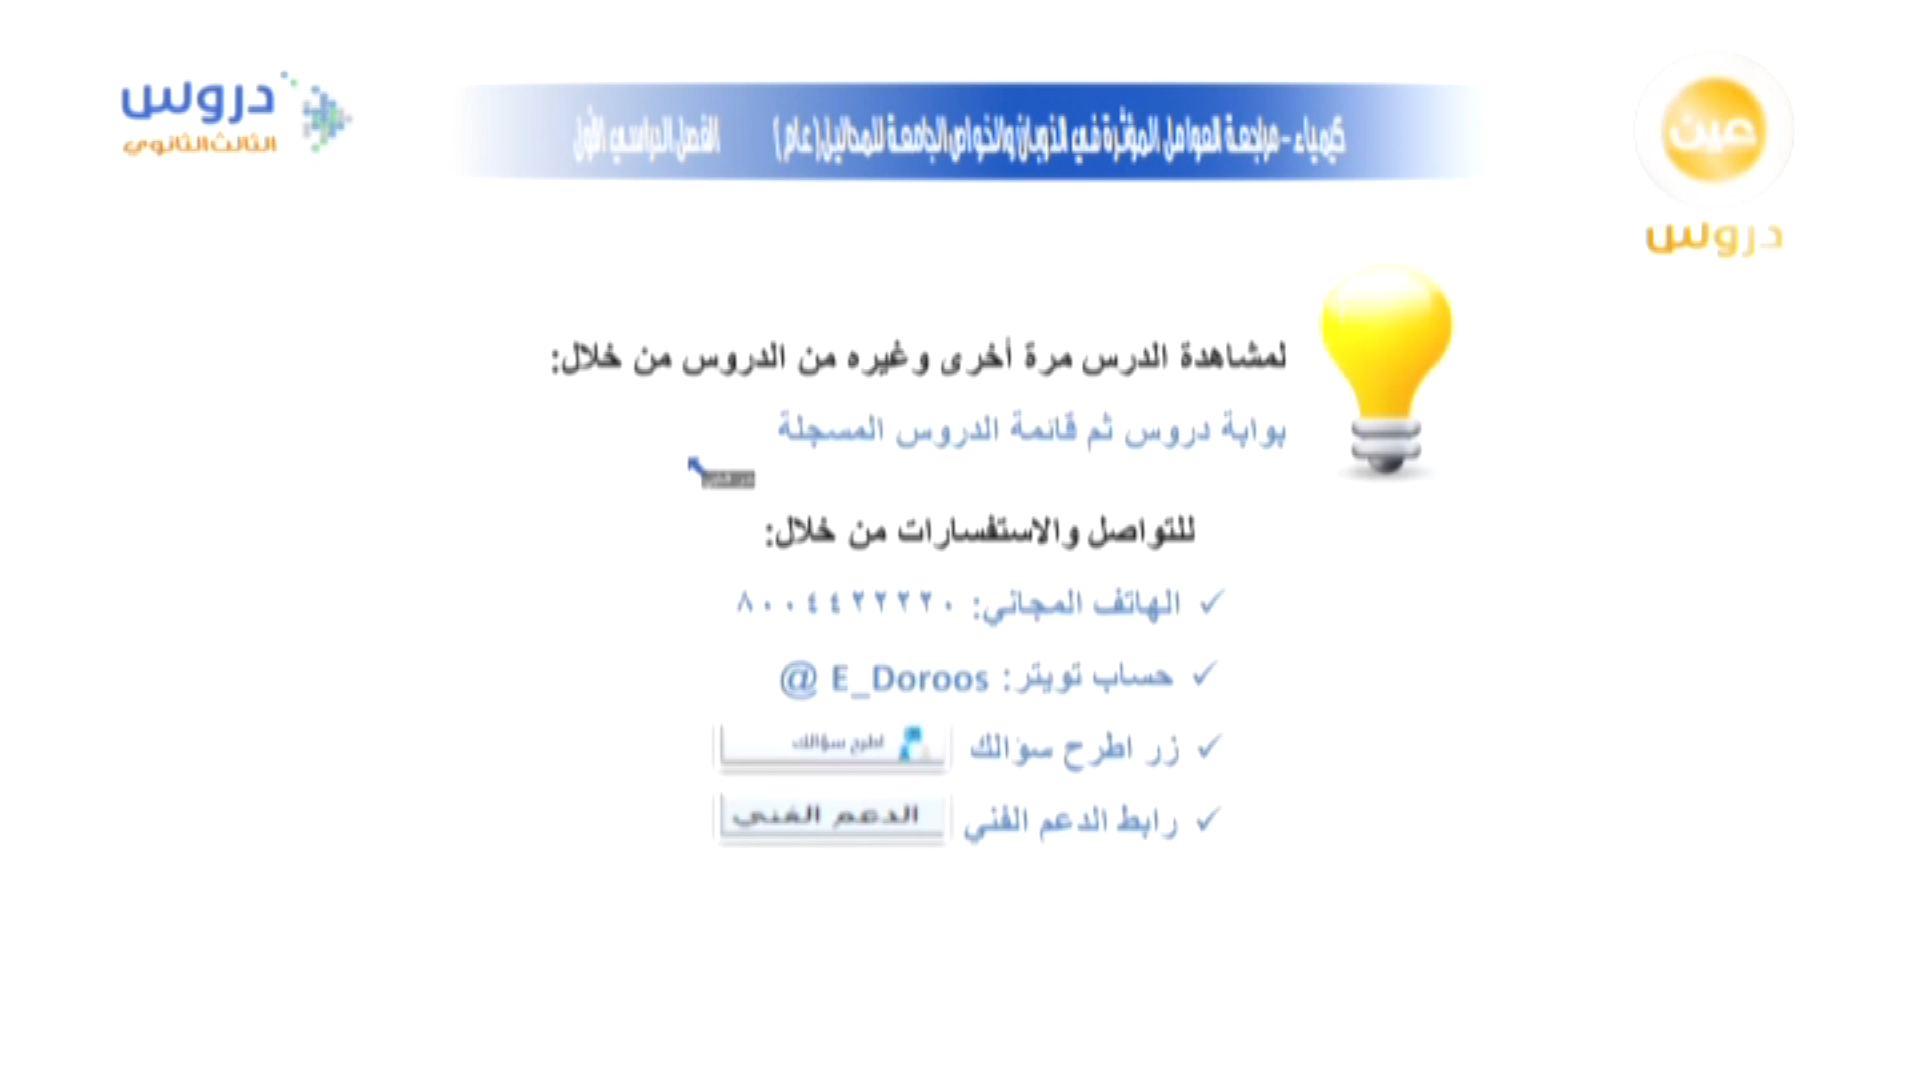 دروس
الثالث الثانوي
كيمياء - مراجعة العوامل المؤثرة في الذوبان والخواص الجامعة للمحاليل (عام) الفصل الدراسي الأول
عين
دروس
لمشاهدة الدرس مرة أخرى وغيره من الدروس من خلال:
بوابة دروس ثم قائمة الدروس المسجلة
للتواصل والاستفسارات من خلال:
✓ الهاتف المجاني: ٨٠٠٤٤٢٢٢٢٠
✓ حساب تويتر: E_Doroos @
✓ زر اطرح سؤالك اطرح سؤالك
✓ رابط الدعم الفني الدعم الفني